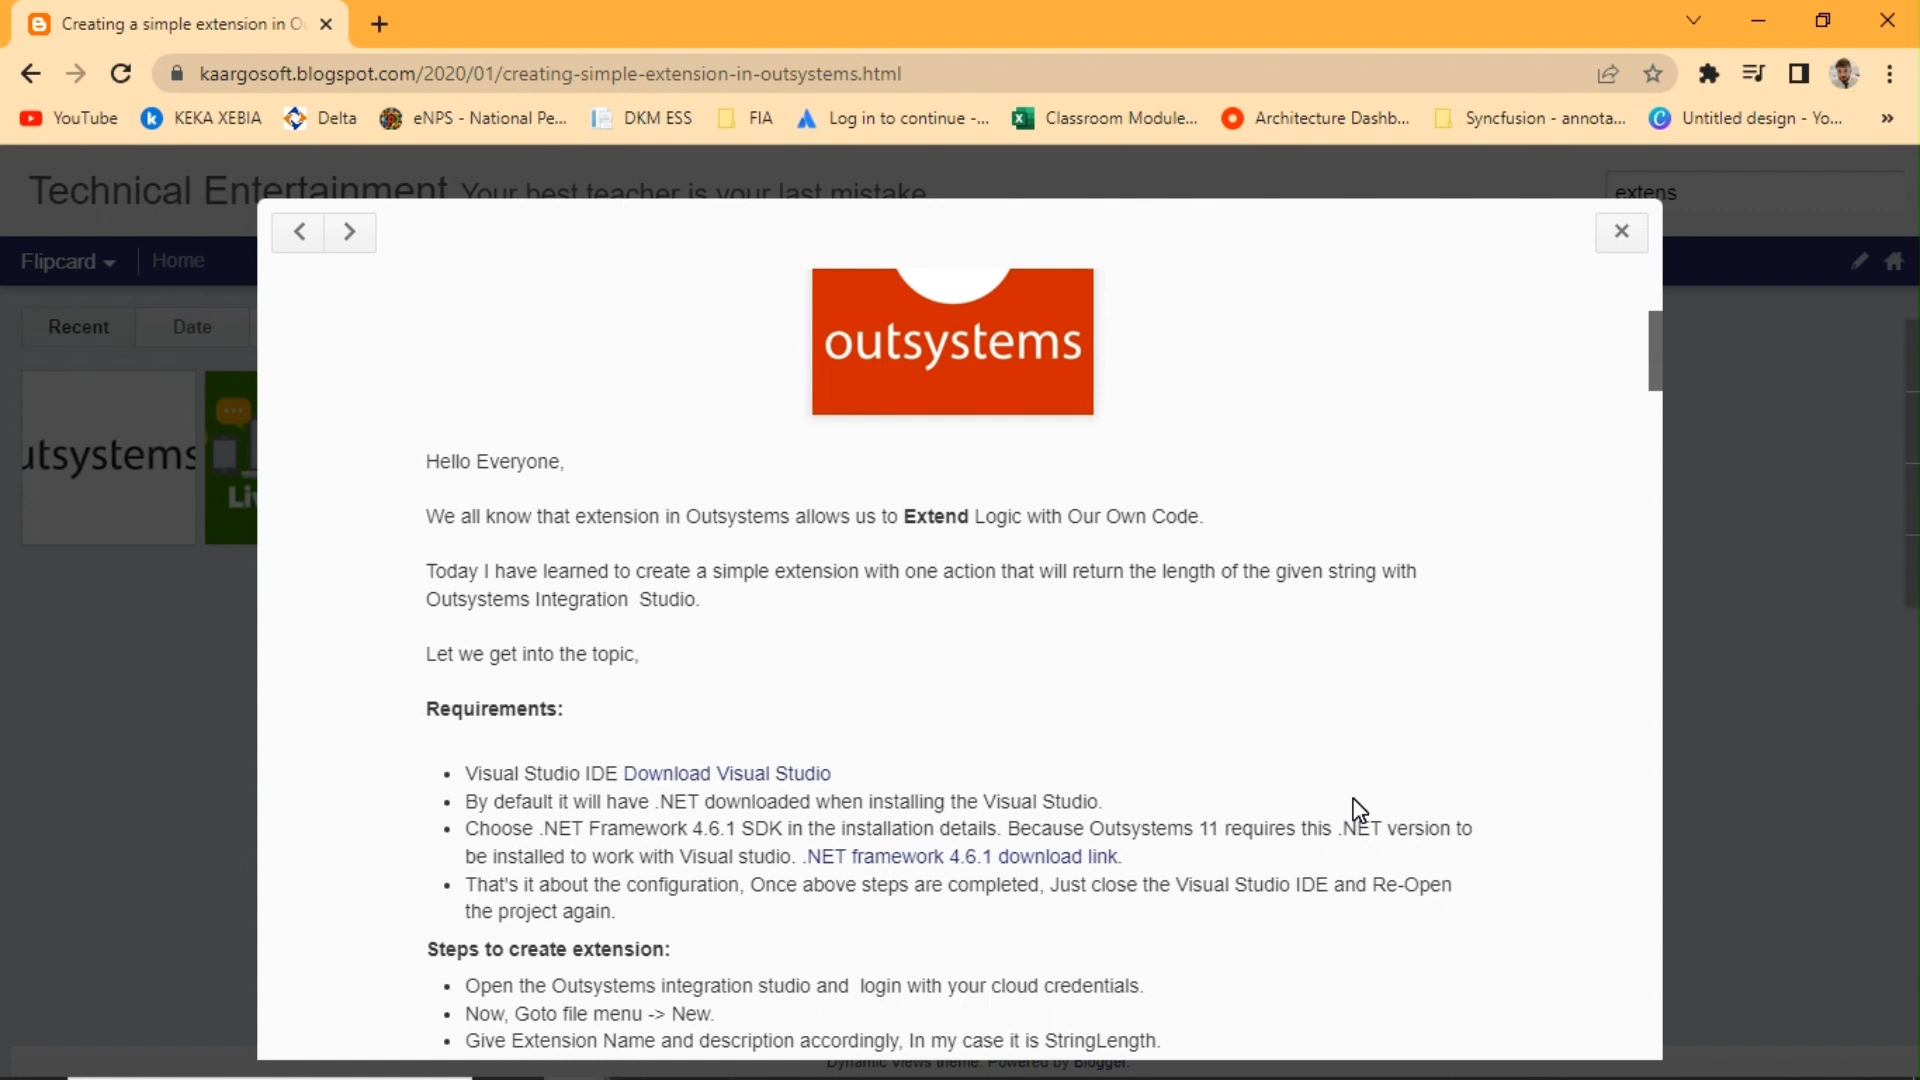 Creating a simple extension in O
kaargosoft.blogspot.com/2020/01/creating-simple-extension-in-outsystems.html
YouTube KEKA XEBIA Delta eNPS - National Pe... DKM ESS FIA Log in to continue -... Classroom Module... Architecture Dashb... Syncfusion - annota... Untitled design - Yo... »
Technical Entertainment Your best teacher is your last mistake
extens
Flipcard Home
Recent Date
outsystems
utsystems
Liv
Hello Everyone,
We all know that extension in Outsystems allows us to Extend Logic with Our Own Code.
Today I have learned to create a simple extension with one action that will return the length of the given string with
Outsystems Integration  Studio.
Let we get into the topic,
Requirements:
• Visual Studio IDE Download Visual Studio
• By default it will have .NET downloaded when installing the Visual Studio.
• Choose .NET Framework 4.6.1 SDK in the installation details. Because Outsystems 11 requires this .NET version to
be installed to work with Visual studio. .NET framework 4.6.1 download link.
• That's it about the configuration, Once above steps are completed, Just close the Visual Studio IDE and Re-Open
the project again.
Steps to create extension:
• Open the Outsystems integration studio and  login with your cloud credentials.
• Now, Goto file menu -> New.
• Give Extension Name and description accordingly, In my case it is StringLength.
Dynamic Views theme. Powered by Blogger.